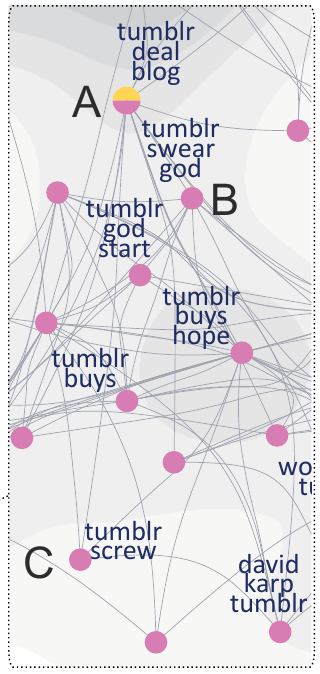 tumblr
deal
blog
A
tumblr
swear
god
B
tumblr
god
start
tumblr
buys
hope
tumblr
buys
wo
tu
tumblr
screw
C
david
karp
tumblr